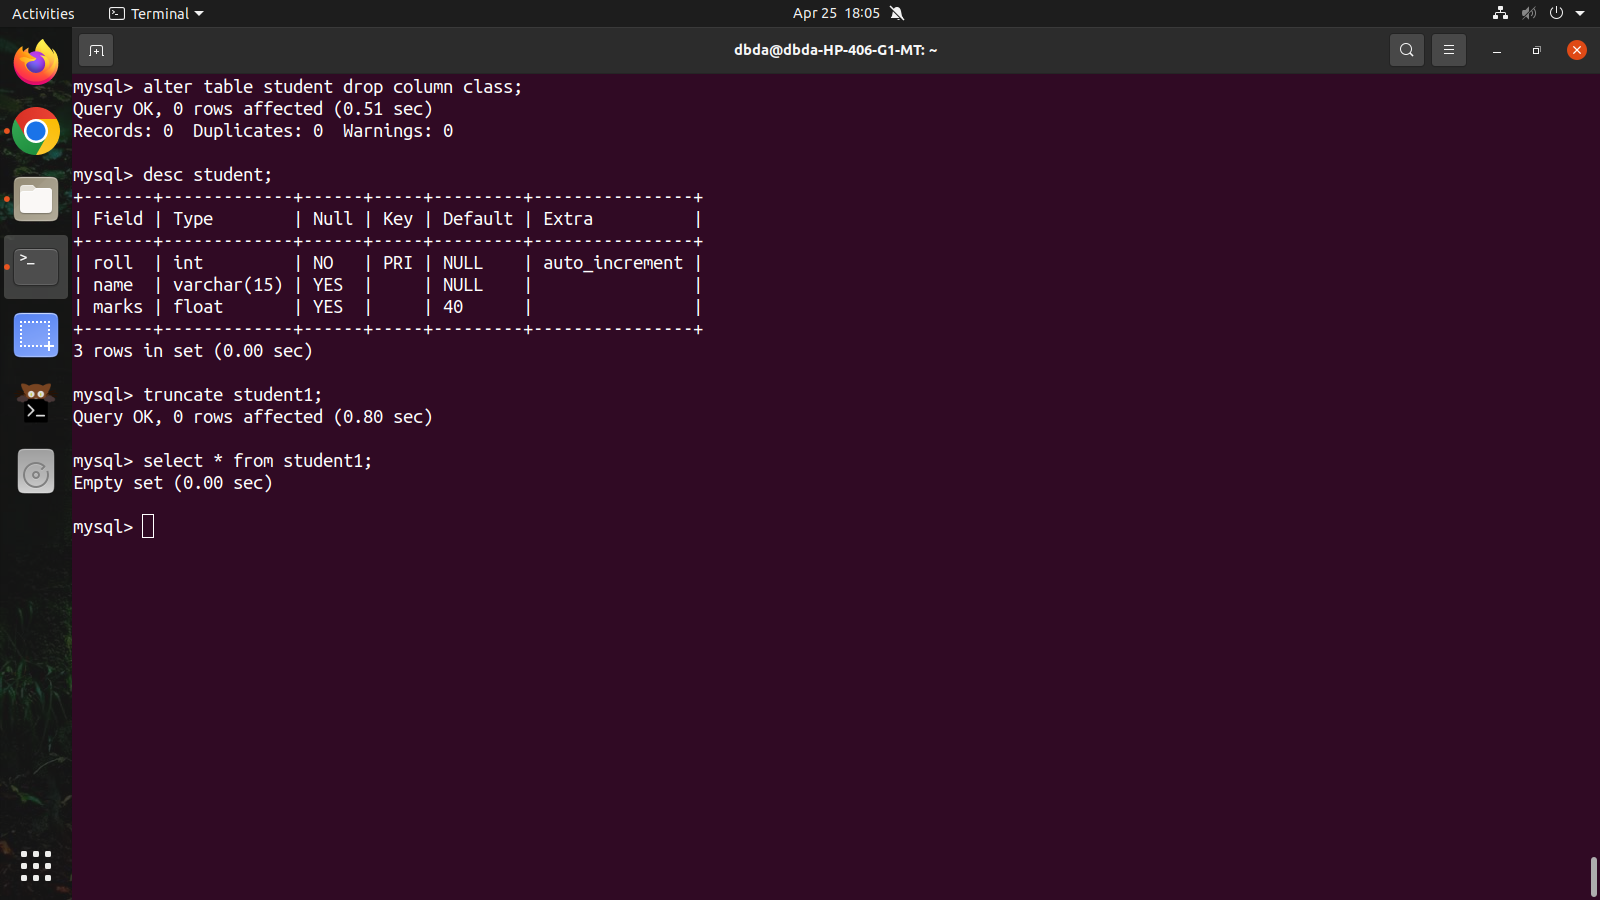 Activities
Terminal
Apr 25 18:05
dbda@dbda-HP-406-G1-MT: ~
mysql> alter table student drop column class;
Query OK, 0 rows affected (0.51 sec)
Records: 0  Duplicates: 0  Warnings: 0
mysql> desc student;
+-------+-------------+------+-----+---------+----------------+
| Field | Type        | Null | Key | Default | Extra          |
+-------+-------------+------+-----+---------+----------------+
| roll  | int         | NO   | PRI | NULL    | auto_increment |
| name  | varchar(15) | YES  |     | NULL    |                |
| marks | float       | YES  |     | 40      |                |
+-------+-------------+------+-----+---------+----------------+
3 rows in set (0.00 sec)
mysql> truncate student1;
Query OK, 0 rows affected (0.80 sec)
mysql> select * from student1;
Empty set (0.00 sec)
mysql>